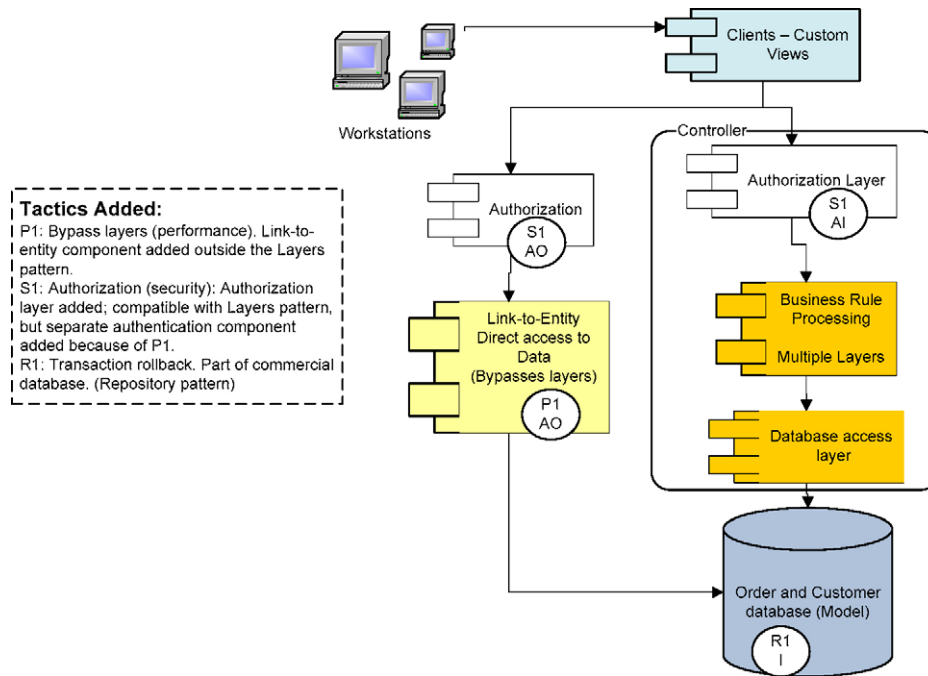 Clients – Custom
Views
Workstations
Controller
Authorization Layer
S1
AI
Authorization
S1
AO
Tactics Added:
P1: Bypass layers (performance). Link-to-
entity component added outside the Layers
pattern.
S1: Authorization (security): Authorization
layer added; compatible with Layers pattern,
but separate authentication component
added because of P1.
R1: Transaction rollback. Part of commercial
database. (Repository pattern)
Link-to-Entity
Direct access to
Data
(Bypasses layers)
P1
AO
Business Rule
Processing
Multiple Layers
Database access
layer
Order and Customer
database (Model)
R1
I